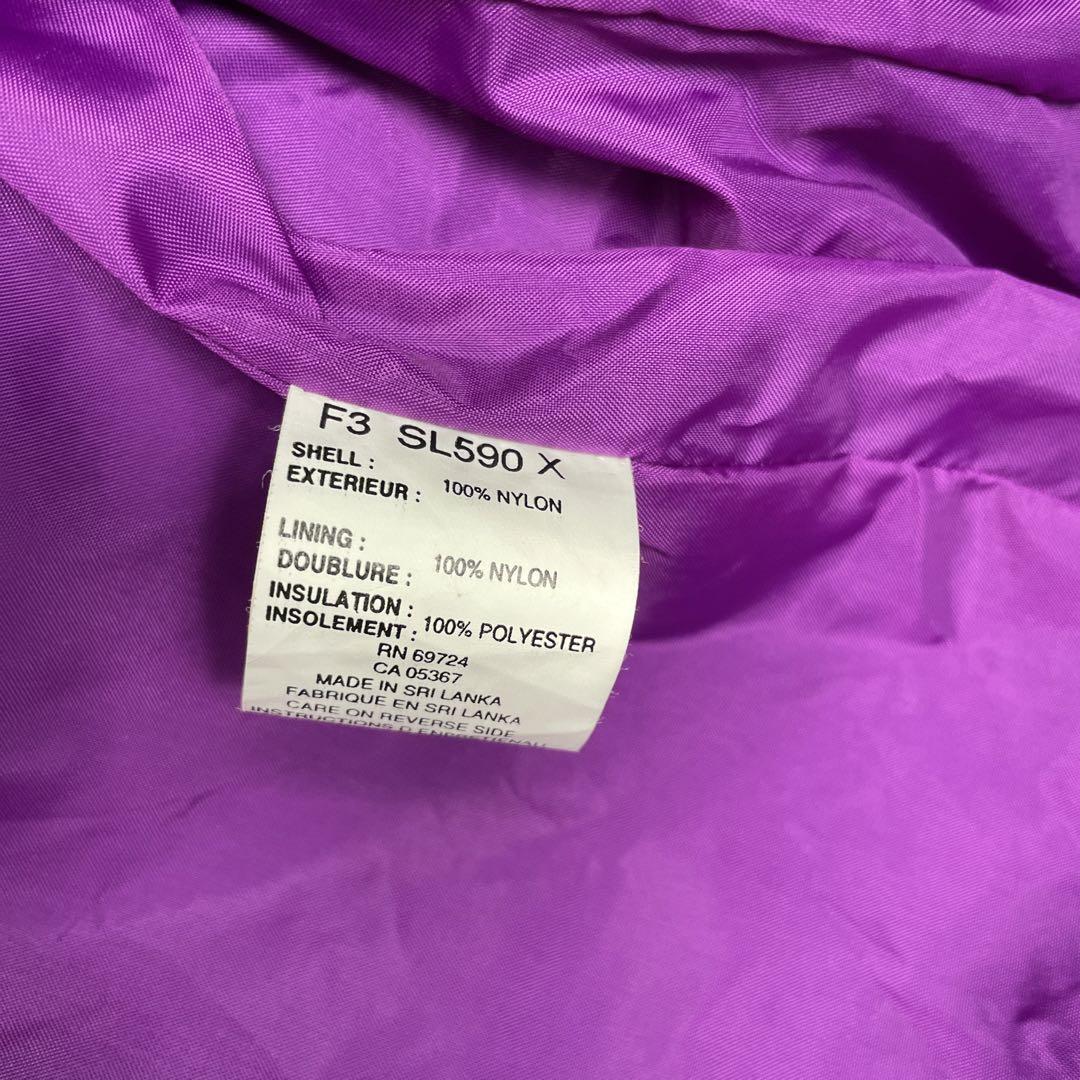 F3 SL590 X
SHELL :
EXTERIEUR : 100% NYLON
LINING :
DOUBLURE : 100% NYLON
INSULATION :
INSOLEMENT : 100% POLYESTER
RN 69724
CA 05367
MADE IN SRI LANKA
FABRIQUE EN SRI LANKA
CARE ON REVERSE SIDE
INSTRUCTIONS